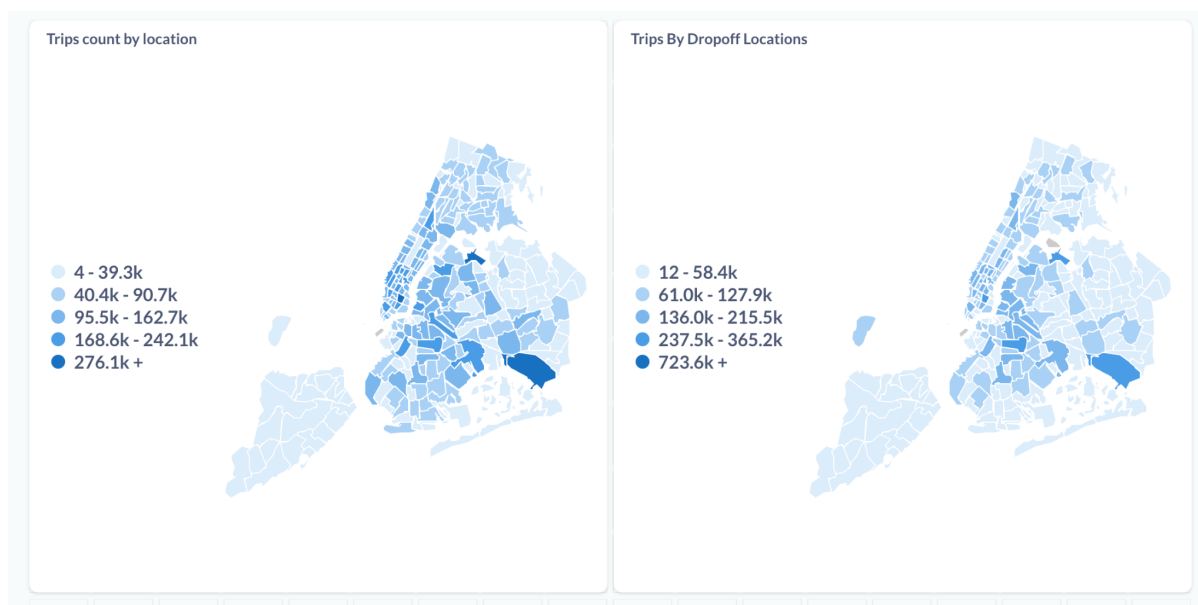 Trips count by location
4 - 39.3k
40.4k - 90.7k
95.5k - 162.7k
168.6k - 242.1k
276.1k +
Trips By Dropoff Locations
12 - 58.4k
61.0k - 127.9k
136.0k - 215.5k
237.5k - 365.2k
723.6k +